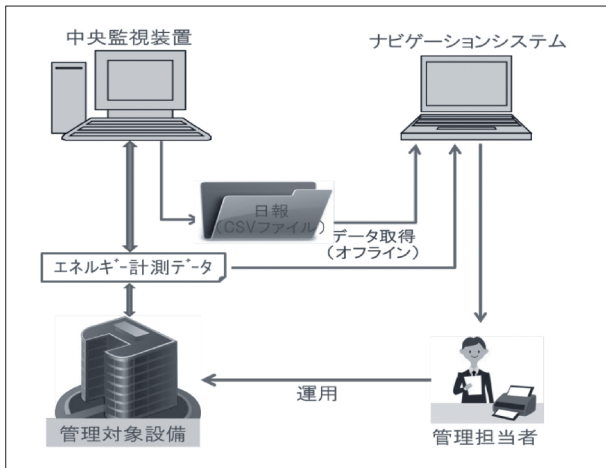 中央監視装置
ナビゲーションシステム
日報
(CSVファイル)
データ取得
(オフライン)
エネルギー計測データ
運用
管理対象設備
管理担当者